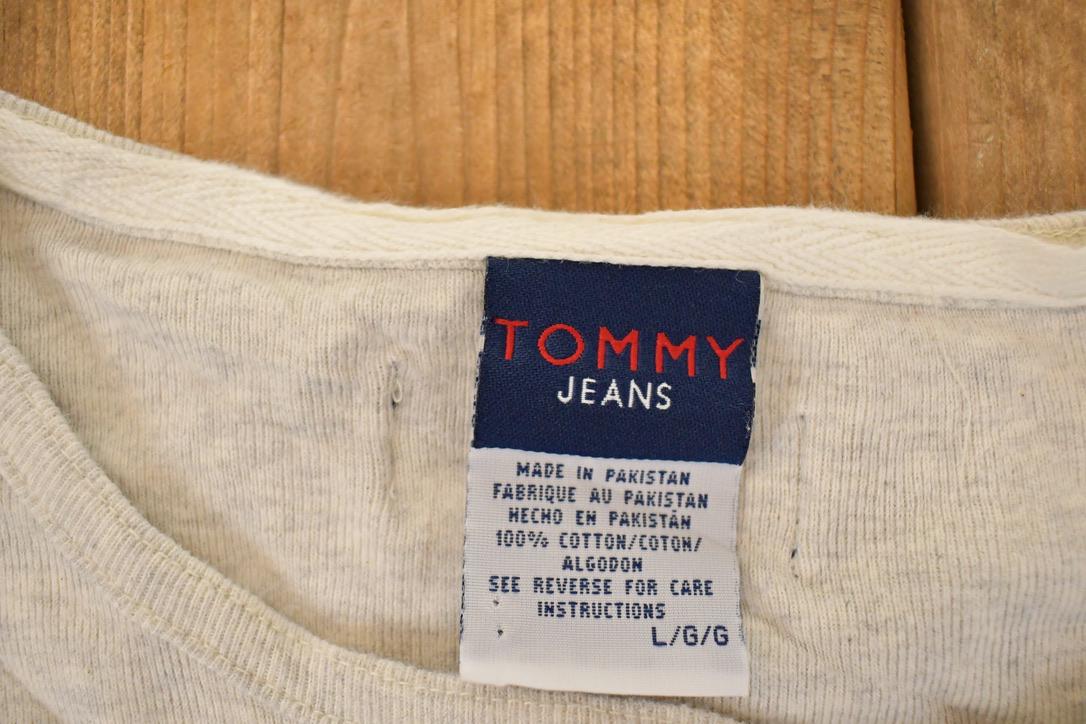 TOMMY
JEANS
MADE IN PAKISTAN
FABRIQUE AU PAKISTAN
HECHO EN PAKISTÁN
100% COTTON/COTON/
ALGODON
SEE REVERSE FOR CARE
INSTRUCTIONS
L/G/G